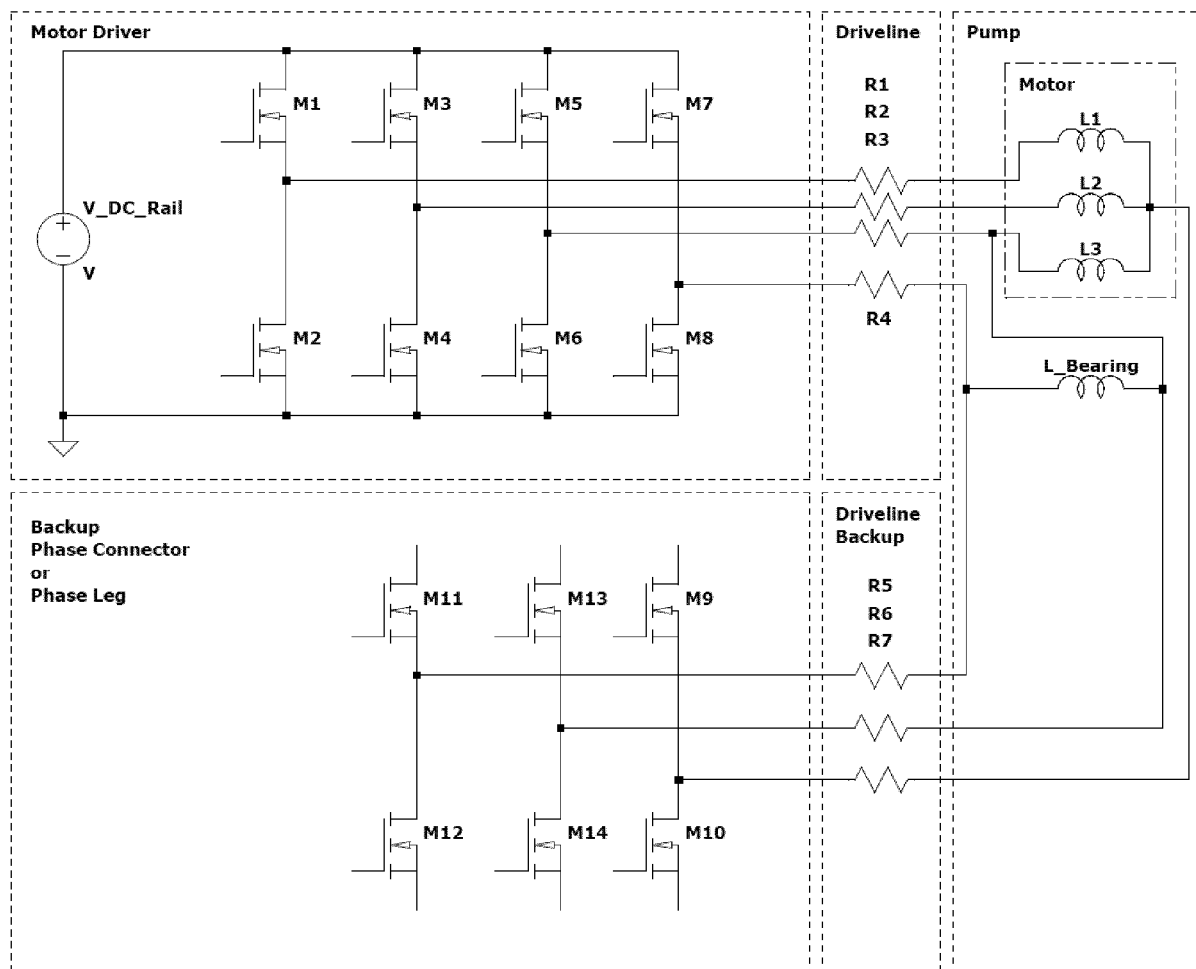 Motor Driver
Driveline
Pump
M1
M3
M5
M7
R1
R2
R3
Motor
L1
L2
L3
V_DC_Rail
+
–
V
M2
M4
M6
M8
R4
L_Bearing
Backup
Phase Connector
or
Phase Leg
Driveline
Backup
M11
M13
M9
R5
R6
R7
M12
M14
M10